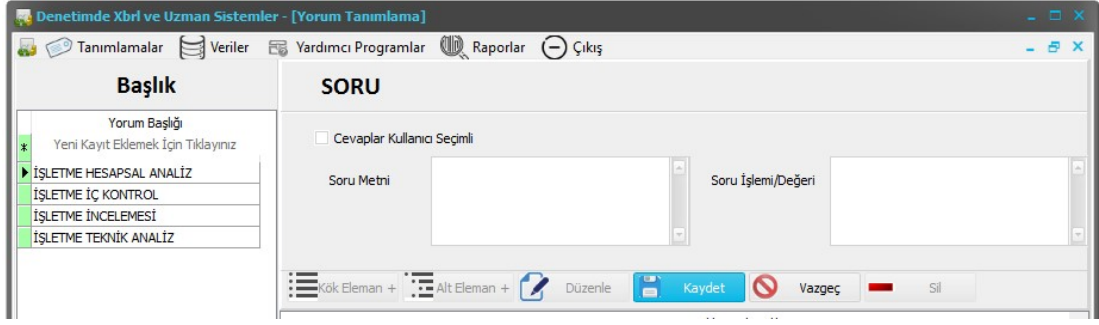 Denetimde Xbrl ve Uzman Sistemler - [Yorum Tanımlama]
Tanımlamalar Veriler Yardımcı Programlar Raporlar Çıkış
Başlık
SORU
Yorum Başlığı
Yeni Kayıt Eklemek İçin Tıklayınız
İŞLETME HESAPSAL ANALİZ
İŞLETME İÇ KONTROL
İŞLETME İNCELEMESİ
İŞLETME TEKNİK ANALİZ
Cevaplar Kullanıcı Seçimli
Soru Metni
Soru İşlemi/Değeri
Kök Eleman + Alt Eleman + Düzenle Kaydet Vazgeç Sil